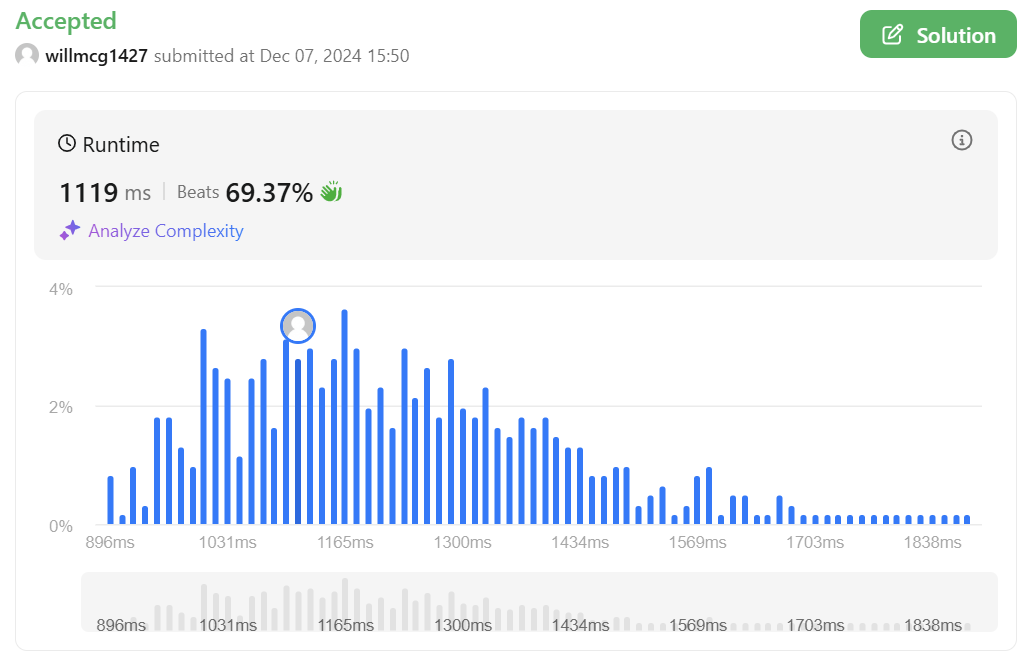 Accepted
willmcg1427 submitted at Dec 07, 2024 15:50
Solution
Runtime
1119 ms Beats 69.37%
Analyze Complexity
4%
2%
0%
896ms 1031ms 1165ms 1300ms 1434ms 1569ms 1703ms 1838ms
896ms 1031ms 1165ms 1300ms 1434ms 1569ms 1703ms 1838ms